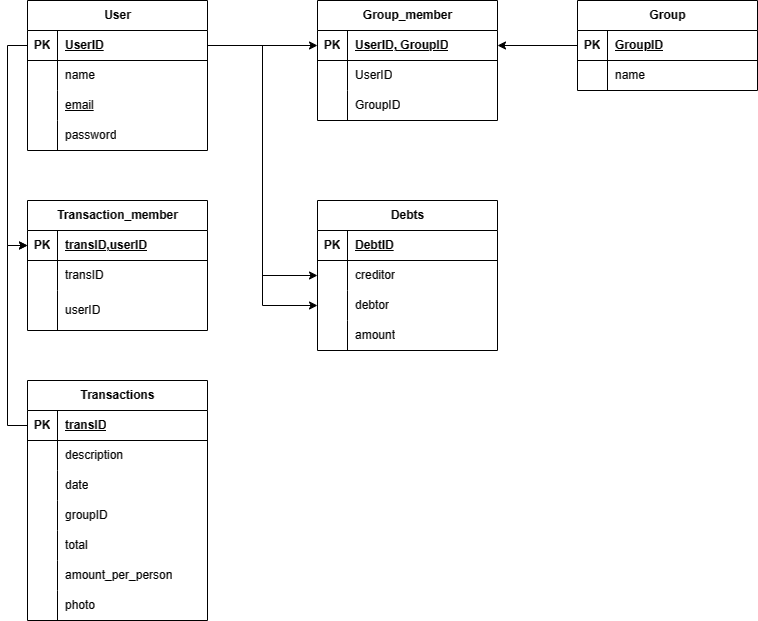 User
PK UserID
name
email
password
Group_member
PK UserID, GroupID
UserID
GroupID
Group
PK GroupID
name
Transaction_member
PK transID,userID
transID
userID
Debts
PK DebtID
creditor
debtor
amount
Transactions
PK transID
description
date
groupID
total
amount_per_person
photo